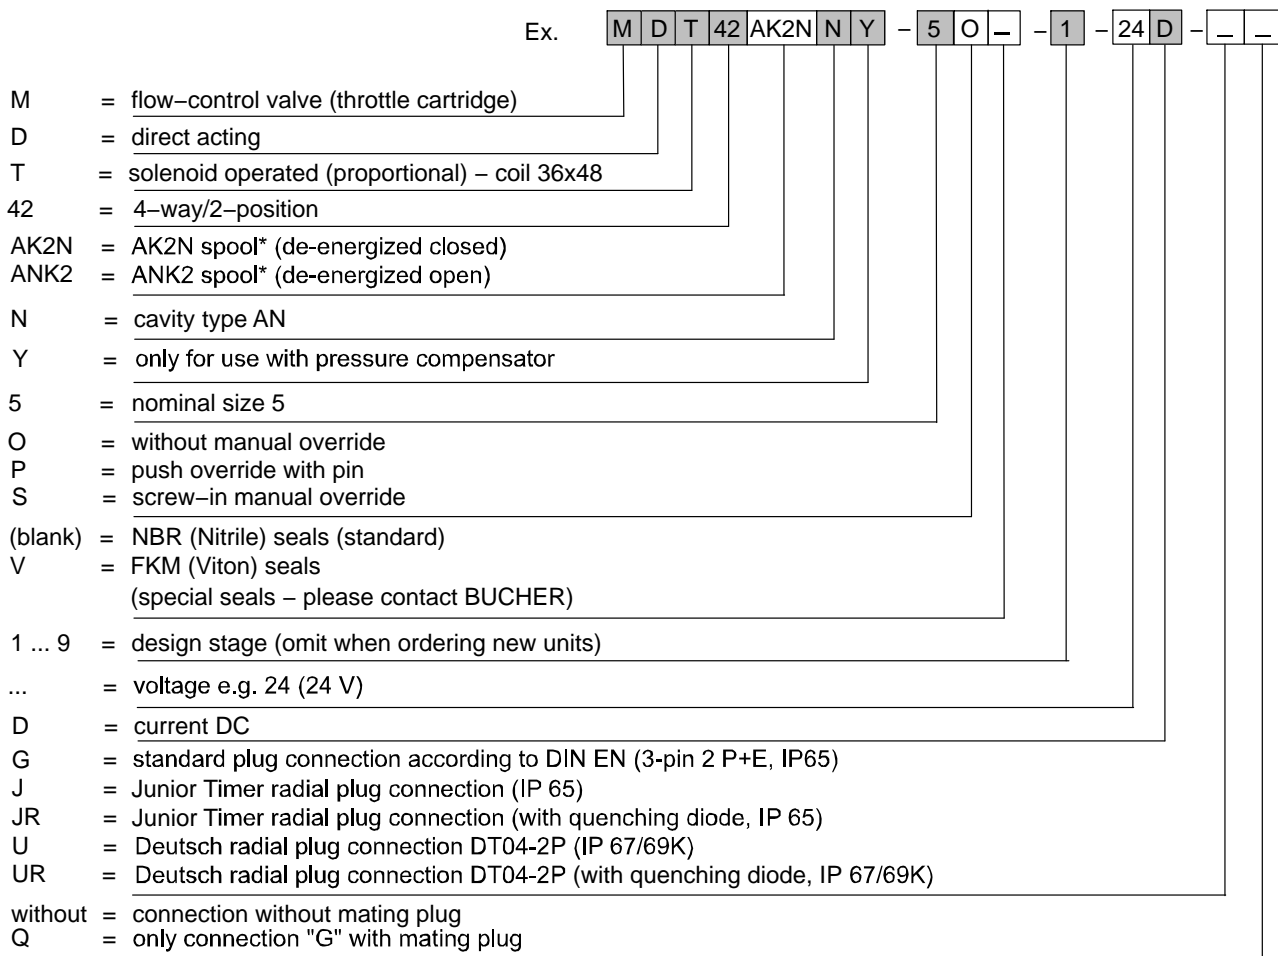 Ex. M D T 42 AK2N N Y – 5 O – – 1 – 24 D – _ _
M = flow–control valve (throttle cartridge)
D = direct acting
T = solenoid operated (proportional) – coil 36x48
42 = 4–way/2–position
AK2N = AK2N spool* (de-energized closed)
ANK2 = ANK2 spool* (de-energized open)
N = cavity type AN
Y = only for use with pressure compensator
5 = nominal size 5
O = without manual override
P = push override with pin
S = screw–in manual override
(blank) = NBR (Nitrile) seals (standard)
V = FKM (Viton) seals
(special seals – please contact BUCHER)
1 ... 9 = design stage (omit when ordering new units)
... = voltage e.g. 24 (24 V)
D = current DC
G = standard plug connection according to DIN EN (3-pin 2 P+E, IP65)
J = Junior Timer radial plug connection (IP 65)
JR = Junior Timer radial plug connection (with quenching diode, IP 65)
U = Deutsch radial plug connection DT04-2P (IP 67/69K)
UR = Deutsch radial plug connection DT04-2P (with quenching diode, IP 67/69K)
without = connection without mating plug
Q = only connection "G" with mating plug